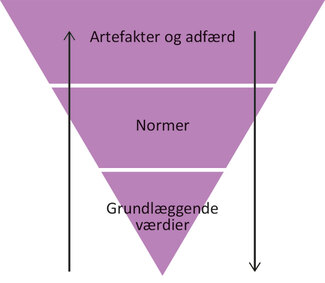 Artefakter og adfærd
Normer
Grundlæggende
værdier